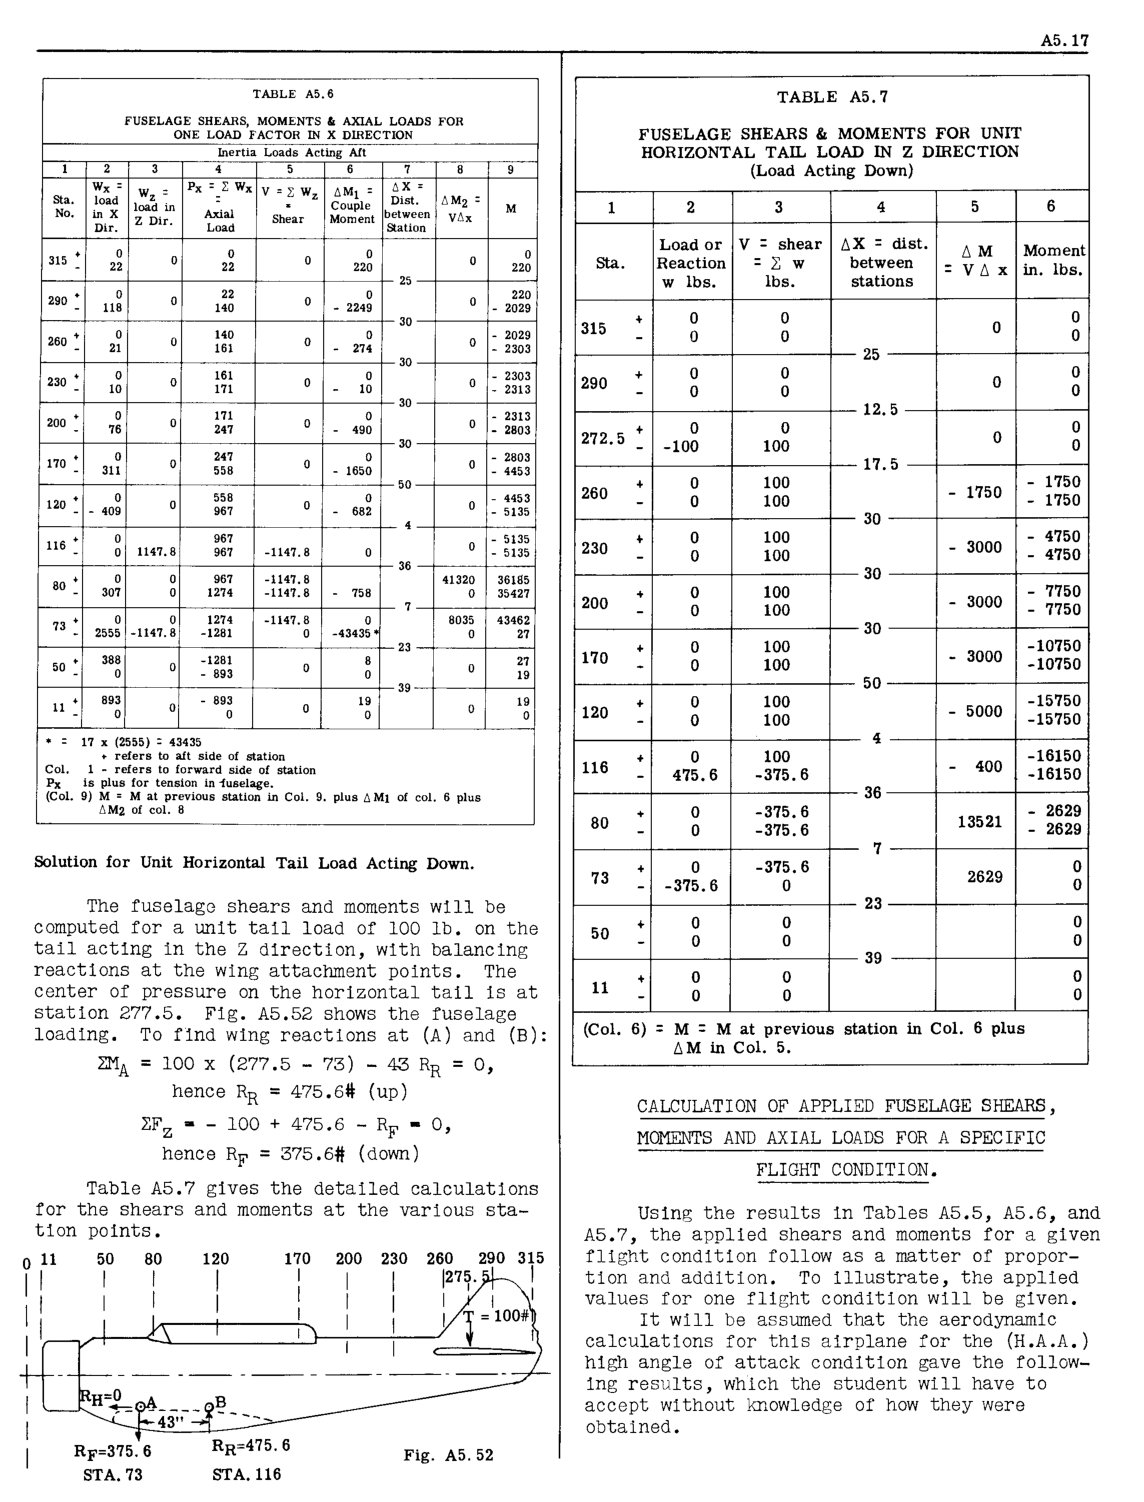 A5.17
TABLE A5.6
FUSELAGE SHEARS, MOMENTS & AXIAL LOADS FOR
ONE LOAD FACTOR IN X DIRECTION
Inertia Loads Acting Aft
1 2 3 4 5 6 7 8 9
Sta. No. | Wx = load in X Dir. | Wz = load in Z Dir. | Px = Σ Wx = Axial Load | V = Σ Wz = Shear | ΔM1 = Couple Moment | ΔX = Dist. between Station | ΔM2 = VΔx | M
315 + 0 0 0 0 0 0 0
- 22 22 220 220
25
290 + 0 0 22 0 0 0 220
- 118 140 - 2249 - 2029
30
260 + 0 0 140 0 0 0 - 2029
- 21 161 - 274 - 2303
30
230 + 0 0 161 0 0 0 - 2303
- 10 171 - 10 - 2313
30
200 + 0 0 171 0 0 0 - 2313
- 76 247 - 490 - 2803
30
170 + 0 0 247 0 0 0 - 2803
- 311 558 - 1650 - 4453
50
120 + 0 0 558 0 0 0 - 4453
- - 409 967 - 682 - 5135
4
116 + 0 967 0 - 5135
- 0 1147.8 967 -1147.8 0 - 5135
36
80 + 0 0 967 -1147.8 41320 36185
- 307 0 1274 -1147.8 - 758 0 35427
7
73 + 0 0 1274 -1147.8 0 8035 43462
- 2555 -1147.8 -1281 0 -43435* 0 27
23
50 + 388 0 -1281 0 8 0 27
- 0 - 893 0 19
39
11 + 893 0 - 893 0 19 0 19
- 0 0 0 0
* = 17 x (2555) = 43435
+ refers to aft side of station
Col. 1 - refers to forward side of station
Px is plus for tension in fuselage.
(Col. 9) M = M at previous station in Col. 9. plus ΔM1 of col. 6 plus
ΔM2 of col. 8
Solution for Unit Horizontal Tail Load Acting Down.
The fuselage shears and moments will be
computed for a unit tail load of 100 lb. on the
tail acting in the Z direction, with balancing
reactions at the wing attachment points. The
center of pressure on the horizontal tail is at
station 277.5. Fig. A5.52 shows the fuselage
loading. To find wing reactions at (A) and (B):
ΣMA = 100 x (277.5 - 73) - 43 RR = 0,
hence RR = 475.6# (up)
ΣFZ = - 100 + 475.6 - RF = 0,
hence RF = 375.6# (down)
Table A5.7 gives the detailed calculations
for the shears and moments at the various sta-
tion points.
0 11 50 80 120 170 200 230 260 290 315
275.5
T = 100#
RH=0 A B
43"
RF=375.6 RR=475.6
Fig. A5.52
STA.73 STA.116
TABLE A5.7
FUSELAGE SHEARS & MOMENTS FOR UNIT
HORIZONTAL TAIL LOAD IN Z DIRECTION
(Load Acting Down)
1 2 3 4 5 6
Sta. | Load or Reaction w lbs. | V = shear = Σ w lbs. | ΔX = dist. between stations | ΔM = V Δ x | Moment in. lbs.
315 + 0 0 0 0
- 0 0 0
25
290 + 0 0 0 0
- 0 0 0
12.5
272.5 + 0 0 0 0
- -100 100 0
17.5
260 + 0 100 - 1750 - 1750
- 0 100 - 1750
30
230 + 0 100 - 3000 - 4750
- 0 100 - 4750
30
200 + 0 100 - 3000 - 7750
- 0 100 - 7750
30
170 + 0 100 - 3000 -10750
- 0 100 -10750
50
120 + 0 100 - 5000 -15750
- 0 100 -15750
4
116 + 0 100 - 400 -16150
- 475.6 -375.6 -16150
36
80 + 0 -375.6 13521 - 2629
- 0 -375.6 - 2629
7
73 + 0 -375.6 2629 0
- -375.6 0 0
23
50 + 0 0 0
- 0 0 0
39
11 + 0 0 0
- 0 0 0
(Col. 6) = M = M at previous station in Col. 6 plus
ΔM in Col. 5.
CALCULATION OF APPLIED FUSELAGE SHEARS,
MOMENTS AND AXIAL LOADS FOR A SPECIFIC
FLIGHT CONDITION.
Using the results in Tables A5.5, A5.6, and
A5.7, the applied shears and moments for a given
flight condition follow as a matter of propor-
tion and addition. To illustrate, the applied
values for one flight condition will be given.
It will be assumed that the aerodynamic
calculations for this airplane for the (H.A.A.)
high angle of attack condition gave the follow-
ing results, which the student will have to
accept without knowledge of how they were
obtained.